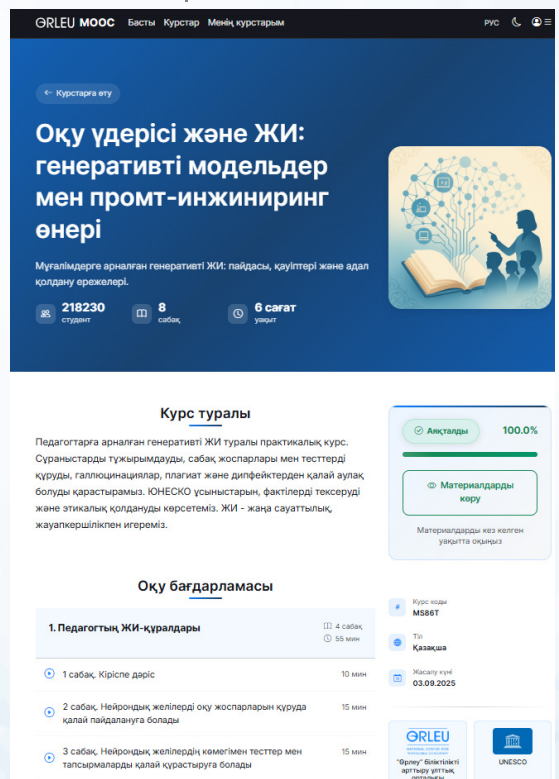 ӨRLEU MOOC Басты Курстар Менің курстарым РУС
← Курстарға өту
Оқу үдерісі және ЖИ:
генеративті модельдер
мен промт-инжиниринг
өнері
Мұғалімдерге арналған генеративті ЖИ: пайдасы, қауіптері және адал
қолдану ережелері.
218230
студент
8
сабақ
6 сағат
уақыт
Курс туралы
Педагогтарға арналған генеративті ЖИ туралы практикалық курс.
Сұраныстарды тұжырымдауды, сабақ жоспарлары мен тесттерді
құруды, галлюцинациялар, плагиат және дипфейктерден қалай аулақ
болуды қарастырамыз. ЮНЕСКО ұсыныстарын, фактілерді тексеруді
және этикалық қолдануды көрсетеміз. ЖИ - жаңа сауаттылық,
жауапкершілікпен игереміз.
Аяқталды 100.0%
Материалдарды
көру
Материалдарды кез келген
уақытта оқыңыз
Оқу бағдарламасы
1. Педагогтың ЖИ-құралдары
4 сабақ
55 мин
1 сабақ. Кіріспе дәріс 10 мин
2 сабақ. Нейрондық желілерді оқу жоспарларын құруда
қалай пайдалануға болады
15 мин
3 сабақ. Нейрондық желілердің көмегімен тесттер мен
тапсырмаларды қалай құрастыруға болады
15 мин
# Курс коды
MS86T
Тіл
Қазақша
Жасалу күні
03.09.2025
ӨRLEU
"Өрлеу" біліктілікті
арттыру ұлттық
орталығы
UNESCO